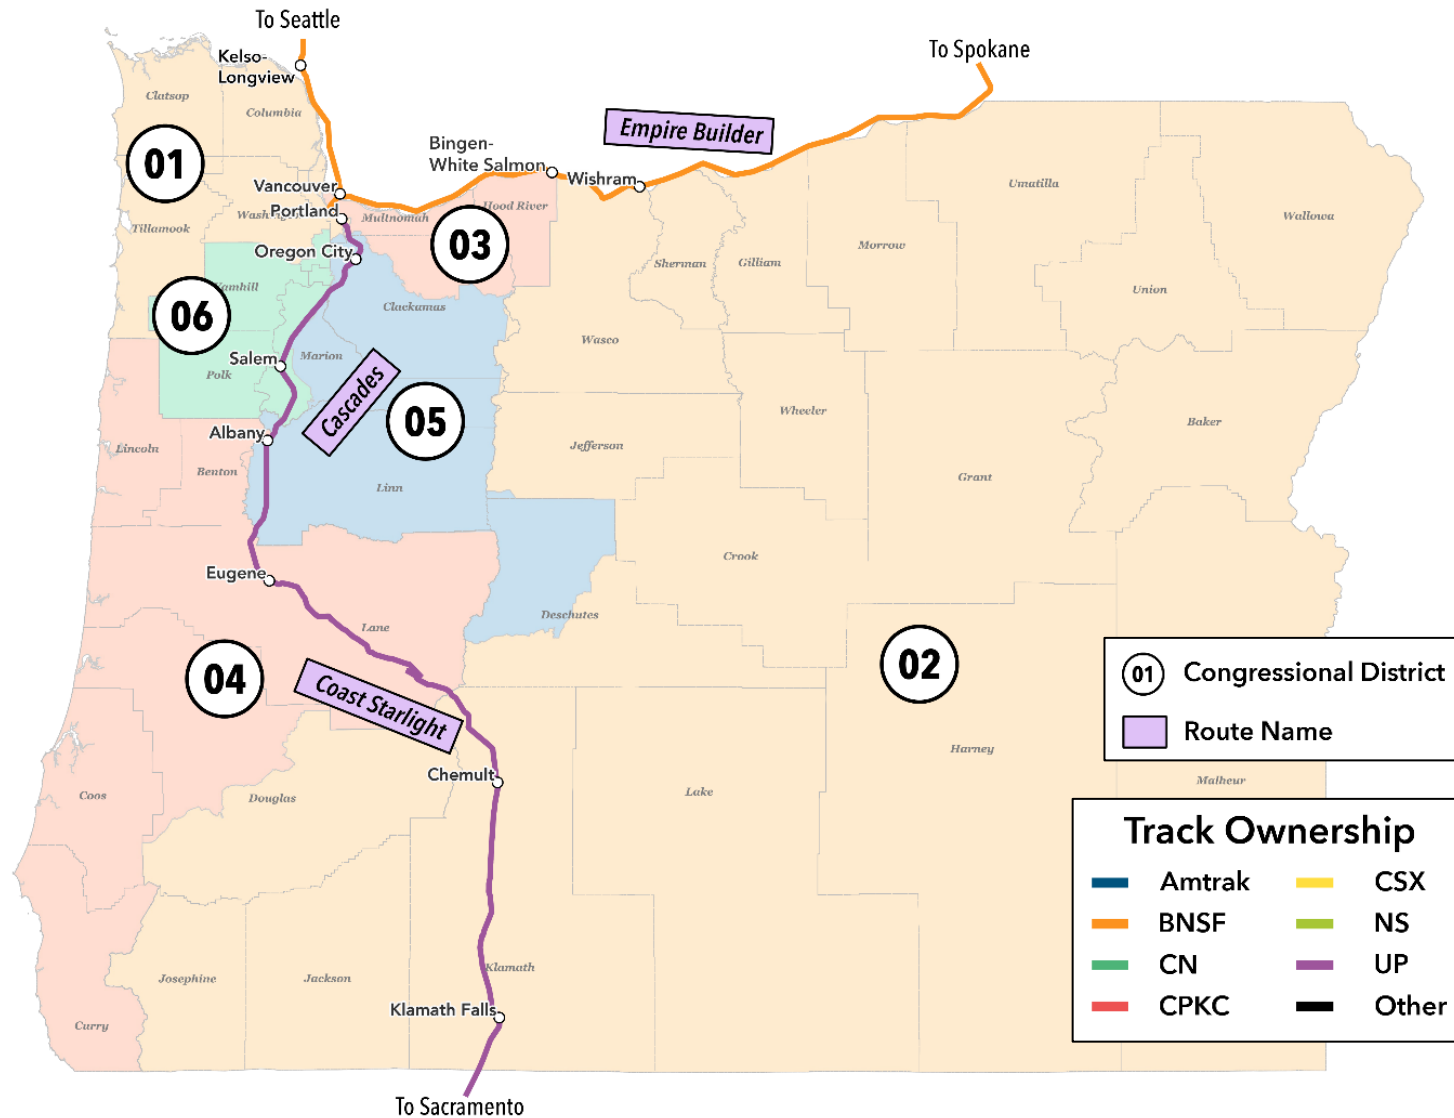 To Seattle
Kelso-
Longview
To Spokane
Clatsop
Columbia
Empire Builder
01
Bingen-
White Salmon
Wishram
Vancouver
Portland
Washington
Multnomah
Hood River
Tillamook
Umatilla
Wallowa
Oregon City
03
Sherman
Gilliam
Morrow
Union
Yamhill
06
Clackamas
Wasco
Salem
Marion
Polk
Cascades
05
Wheeler
Baker
Albany
Lincoln
Benton
Jefferson
Linn
Grant
Crook
Eugene
Lane
Deschutes
04
02
Coast Starlight
01 Congressional District
Route Name
Harney
Malheur
Chemult
Coos
Douglas
Lake
Track Ownership
Amtrak
CSX
BNSF
NS
CN
UP
CPKC
Other
Josephine
Jackson
Klamath
Klamath Falls
Curry
To Sacramento